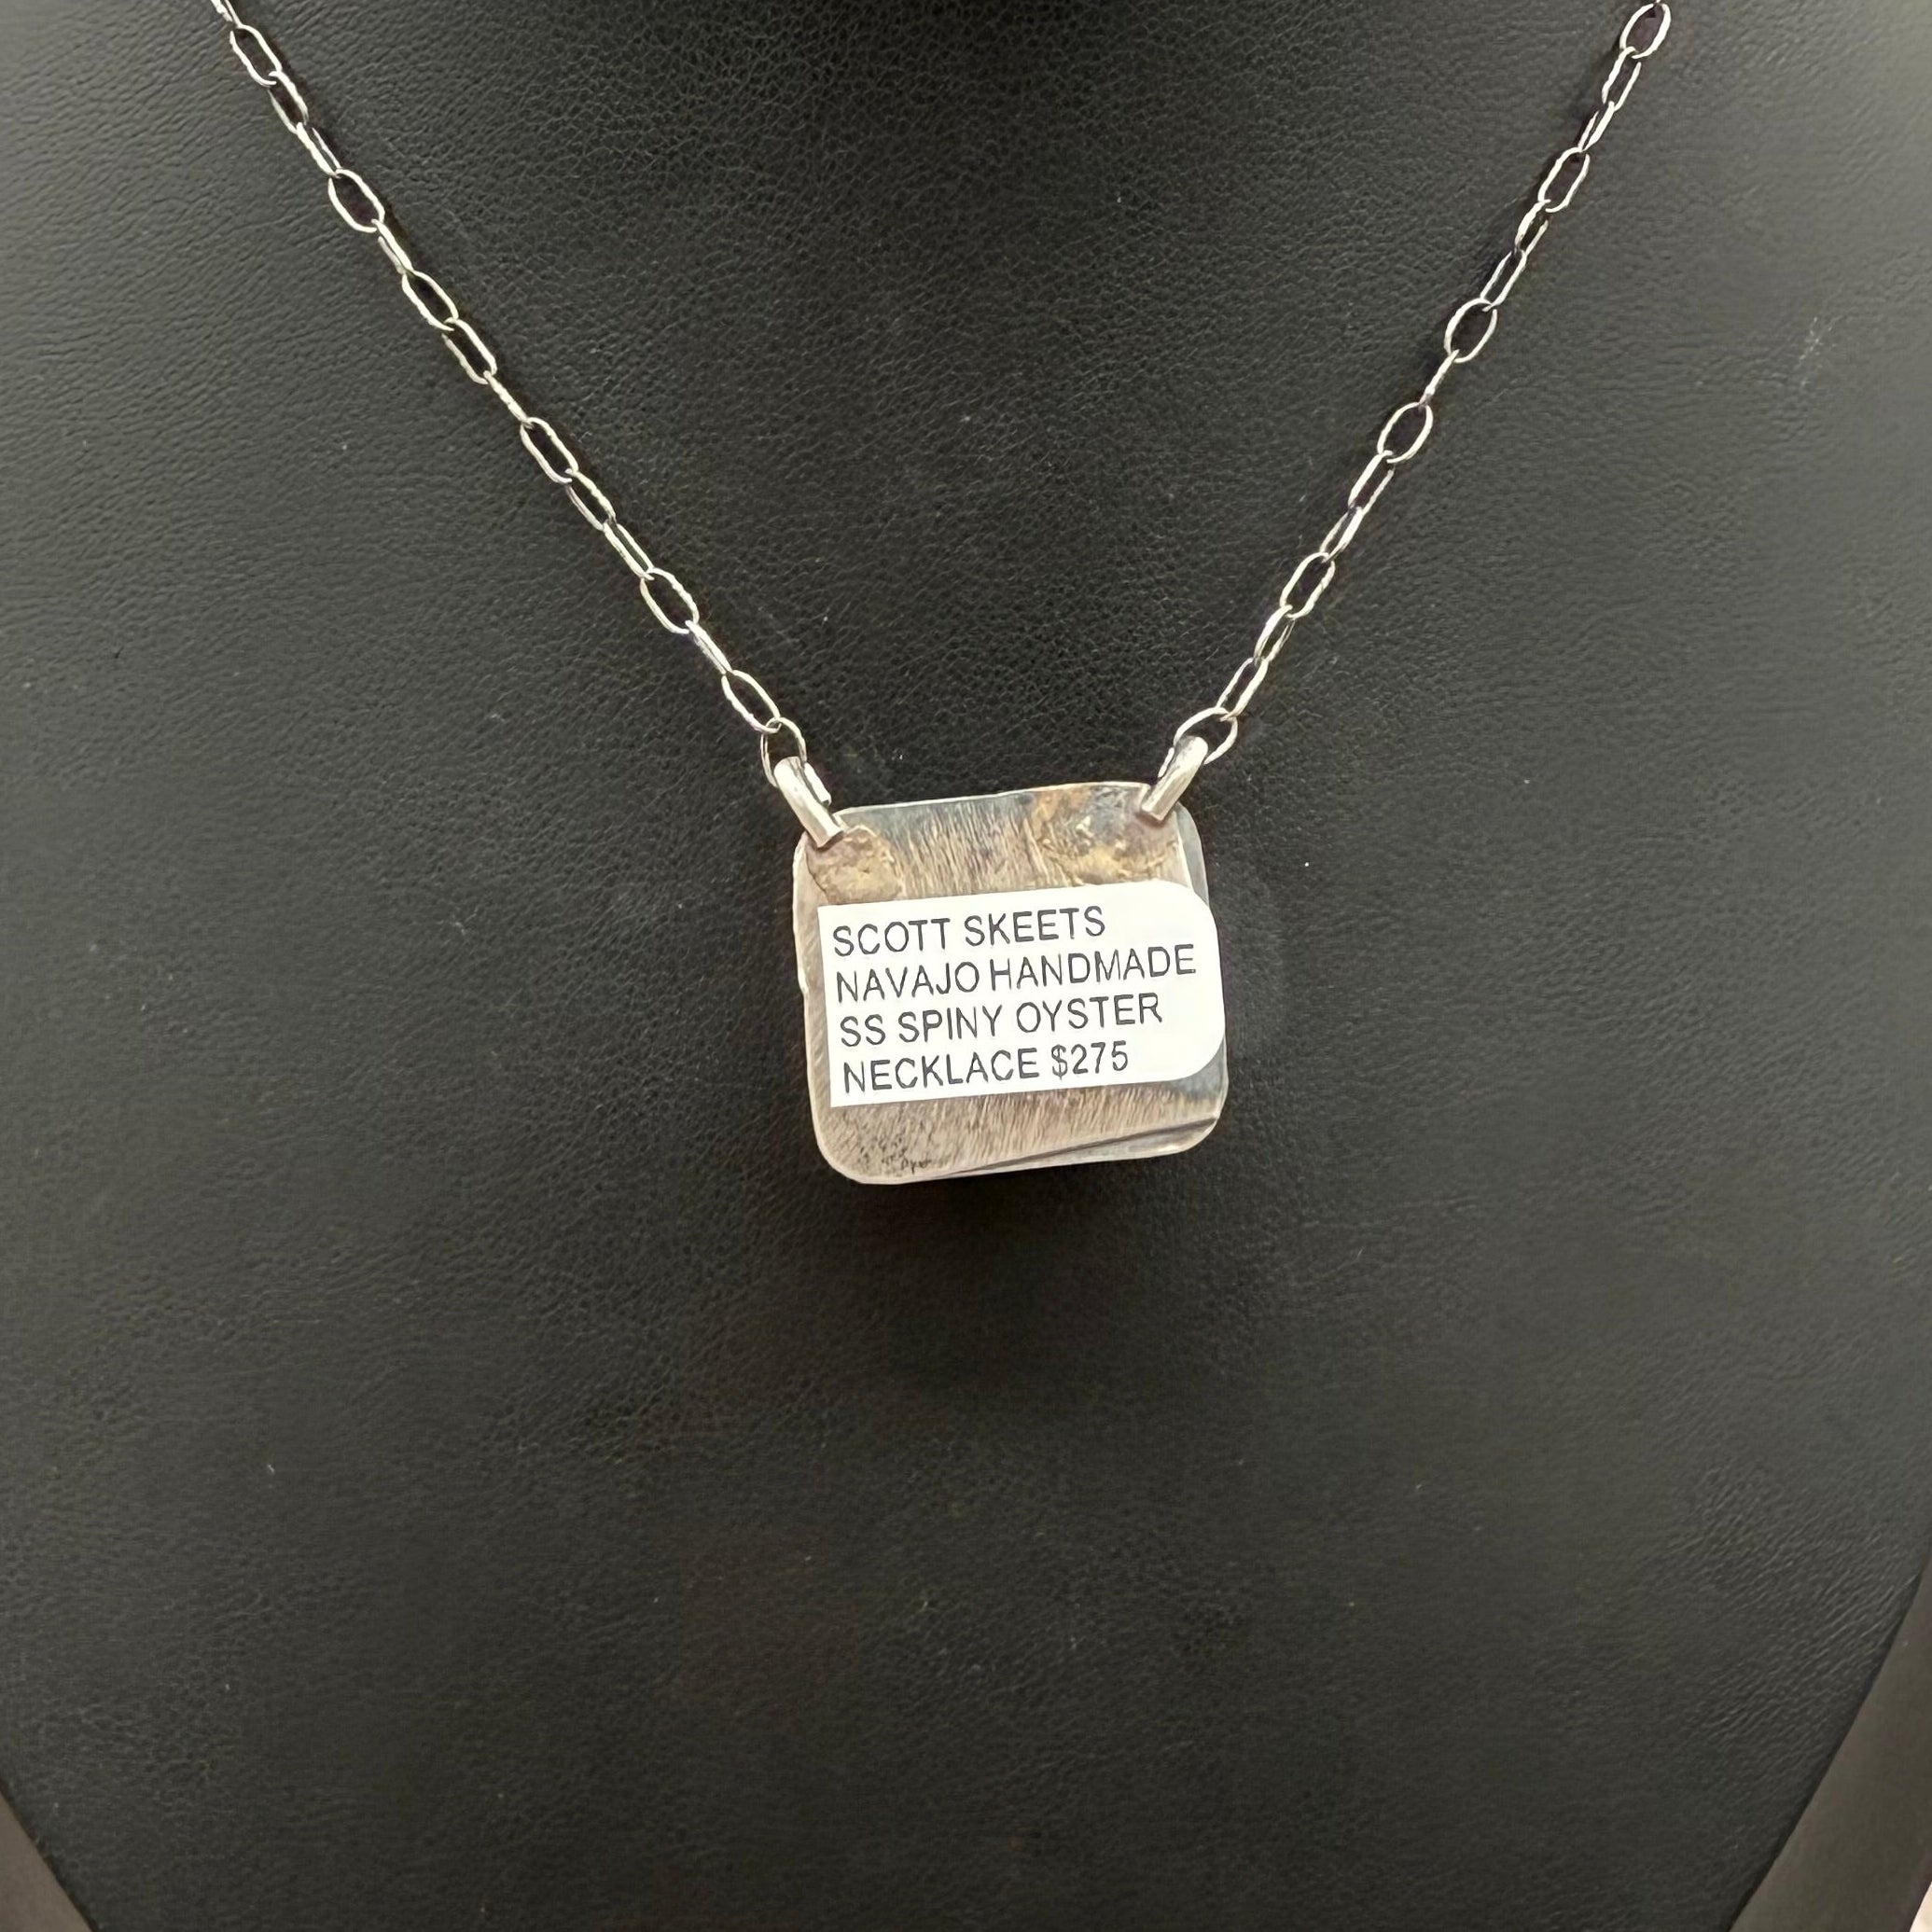 SCOTT SKEETS
NAVAJO HANDMADE
SS SPINY OYSTER
NECKLACE $275